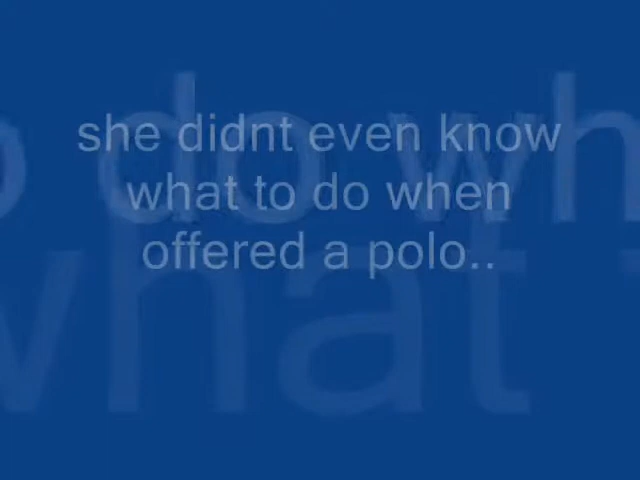 she didnt even know
what to do when
offered a polo..